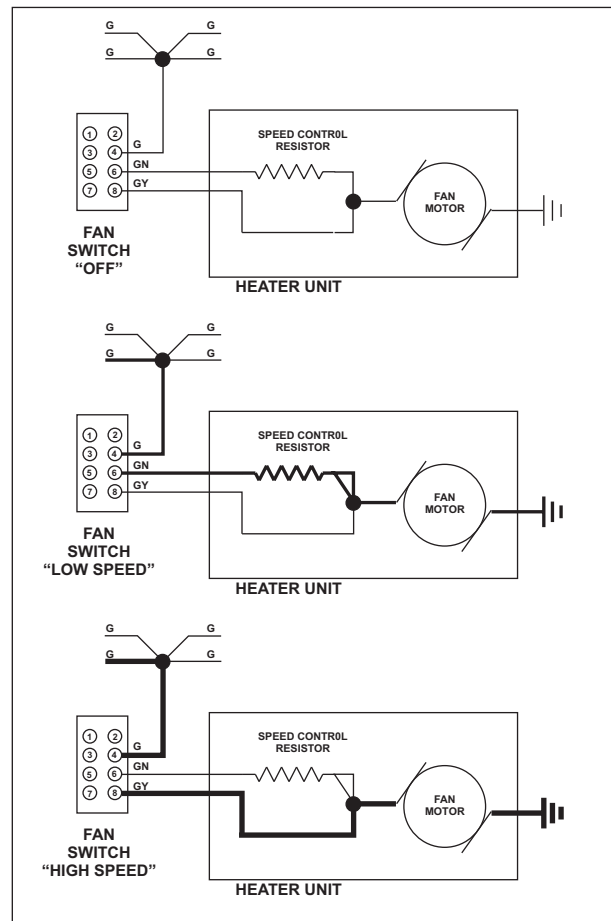 G G
G G
1 2
3 4 G
5 6 GN
7 8 GY
SPEED CONTR0L
RESISTOR
FAN
MOTOR
FAN
SWITCH
“OFF”
HEATER UNIT
G G
G G
1 2
3 4 G
5 6 GN
7 8 GY
SPEED CONTR0L
RESISTOR
FAN
MOTOR
FAN
SWITCH
“LOW SPEED”
HEATER UNIT
G G
G G
1 2
3 4 G
5 6 GN
7 8 GY
SPEED CONTR0L
RESISTOR
FAN
MOTOR
FAN
SWITCH
“HIGH SPEED”
HEATER UNIT